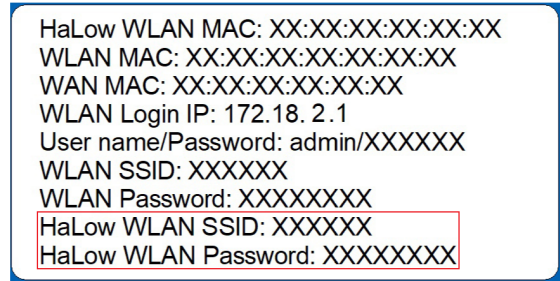 HaLow WLAN MAC: XX:XX:XX:XX:XX:XX
WLAN MAC: XX:XX:XX:XX:XX:XX
WAN MAC: XX:XX:XX:XX:XX
WLAN Login IP: 172.18. 2.1
User name/Password: admin/XXXXXX
WLAN SSID: XXXXXX
WLAN Password: XXXXXXXX
HaLow WLAN SSID: XXXXXX
HaLow WLAN Password: XXXXXXXX